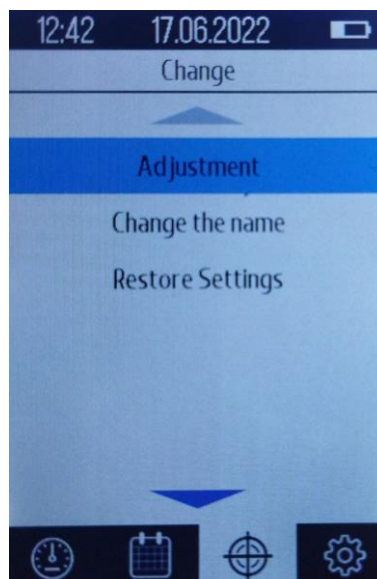 12:42 17.06.2022
Change
Adjustment
Change the name
Restore Settings